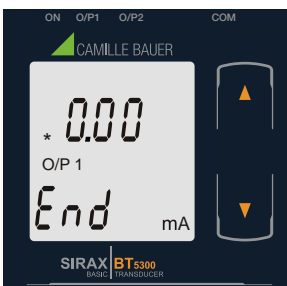 ON O/P1 O/P2 COM
CAMILLE BAUER
* 0.00
O/P 1
End mA
SIRAX BT5300
BASIC TRANSDUCER